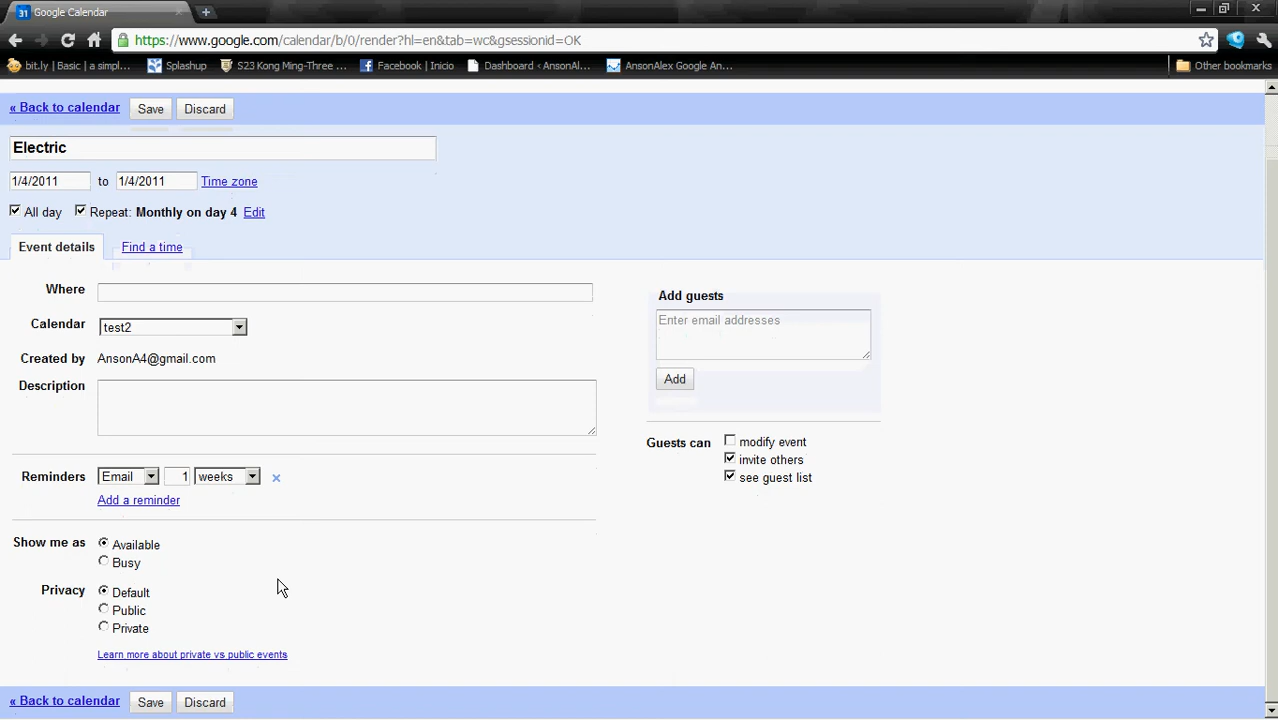 31 Google Calendar
https://www.google.com/calendar/b/0/render?hl=en&tab=wc&gsessionid=OK
bit.ly | Basic | a simpl... Splashup S23 Kong Ming-Three ... Facebook | Inicio Dashboard ‹ AnsonAl... AnsonAlex Google An... Other bookmarks
« Back to calendar Save Discard
Electric
1/4/2011 to 1/4/2011 Time zone
All day Repeat: Monthly on day 4 Edit
Event details Find a time
Where
Calendar test2
Created by AnsonA4@gmail.com
Description
Reminders Email 1 weeks
Add a reminder
Show me as Available
Busy
Privacy Default
Public
Private
Learn more about private vs public events
Add guests
Enter email addresses
Add
Guests can modify event
invite others
see guest list
« Back to calendar Save Discard